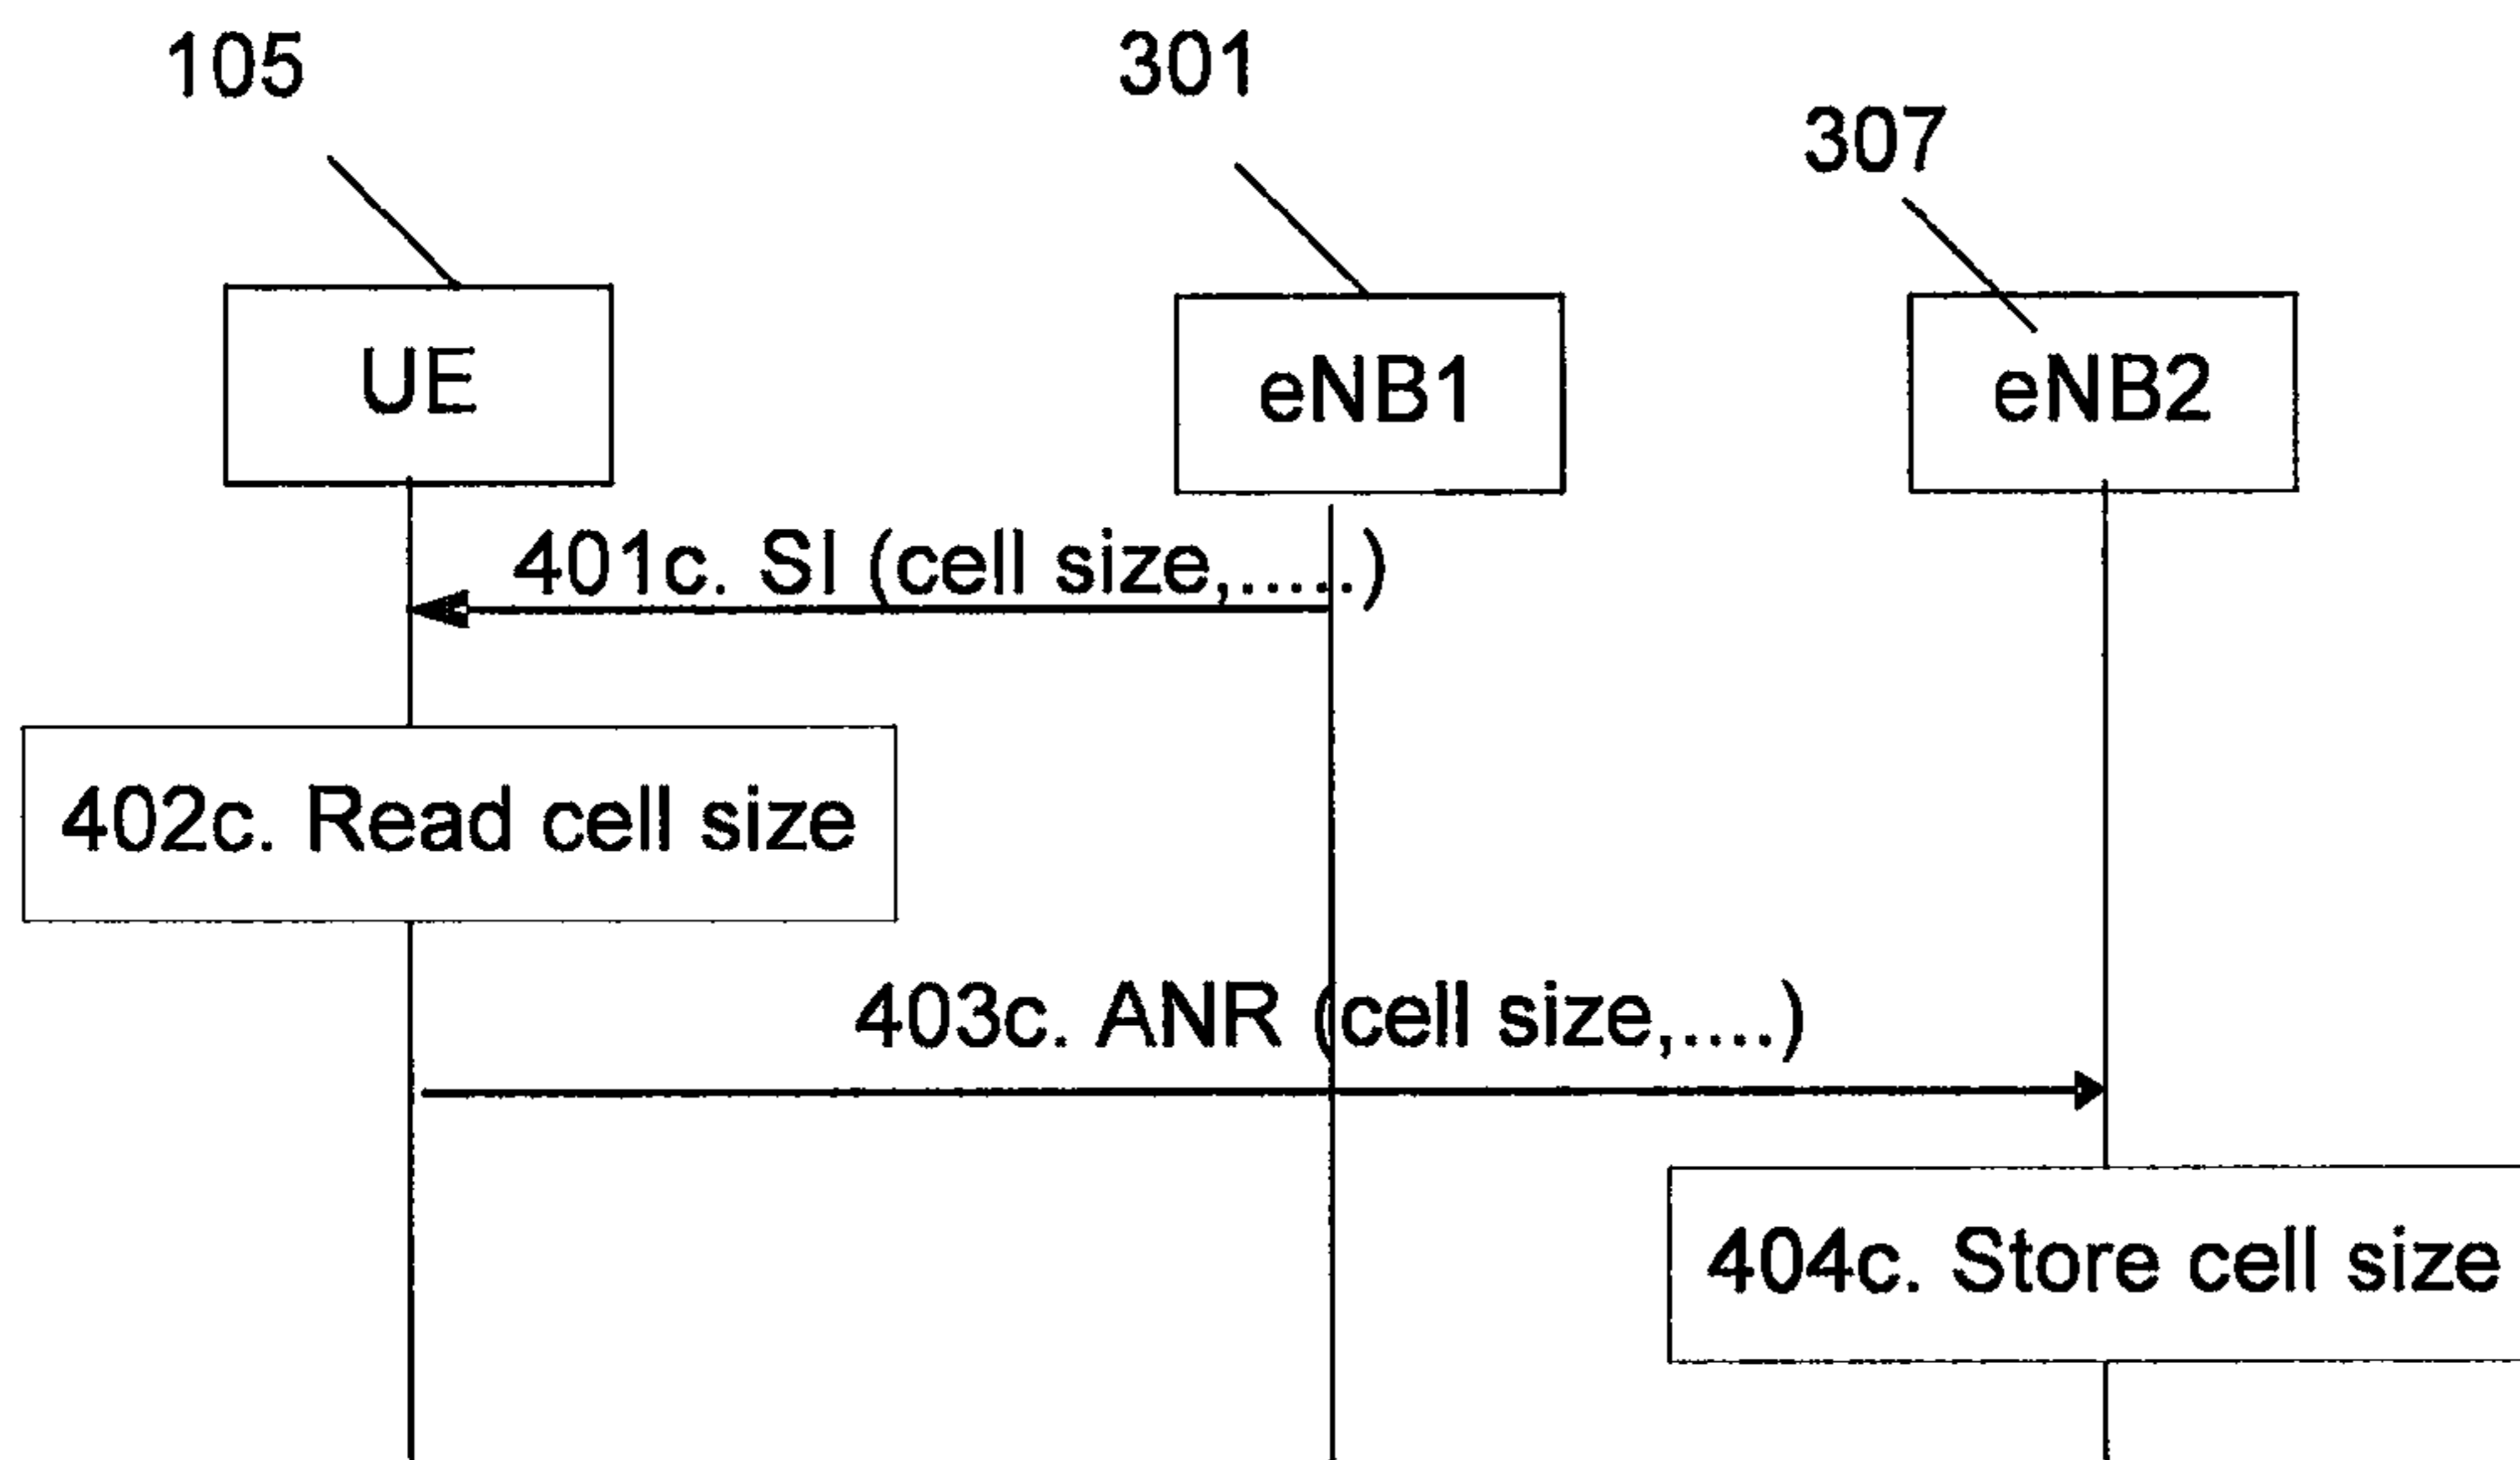 105
301
307
UE
eNB1
eNB2
401c. SI (cell size,......)
402c. Read cell size
403c. ANR (cell size,....)
404c. Store cell size